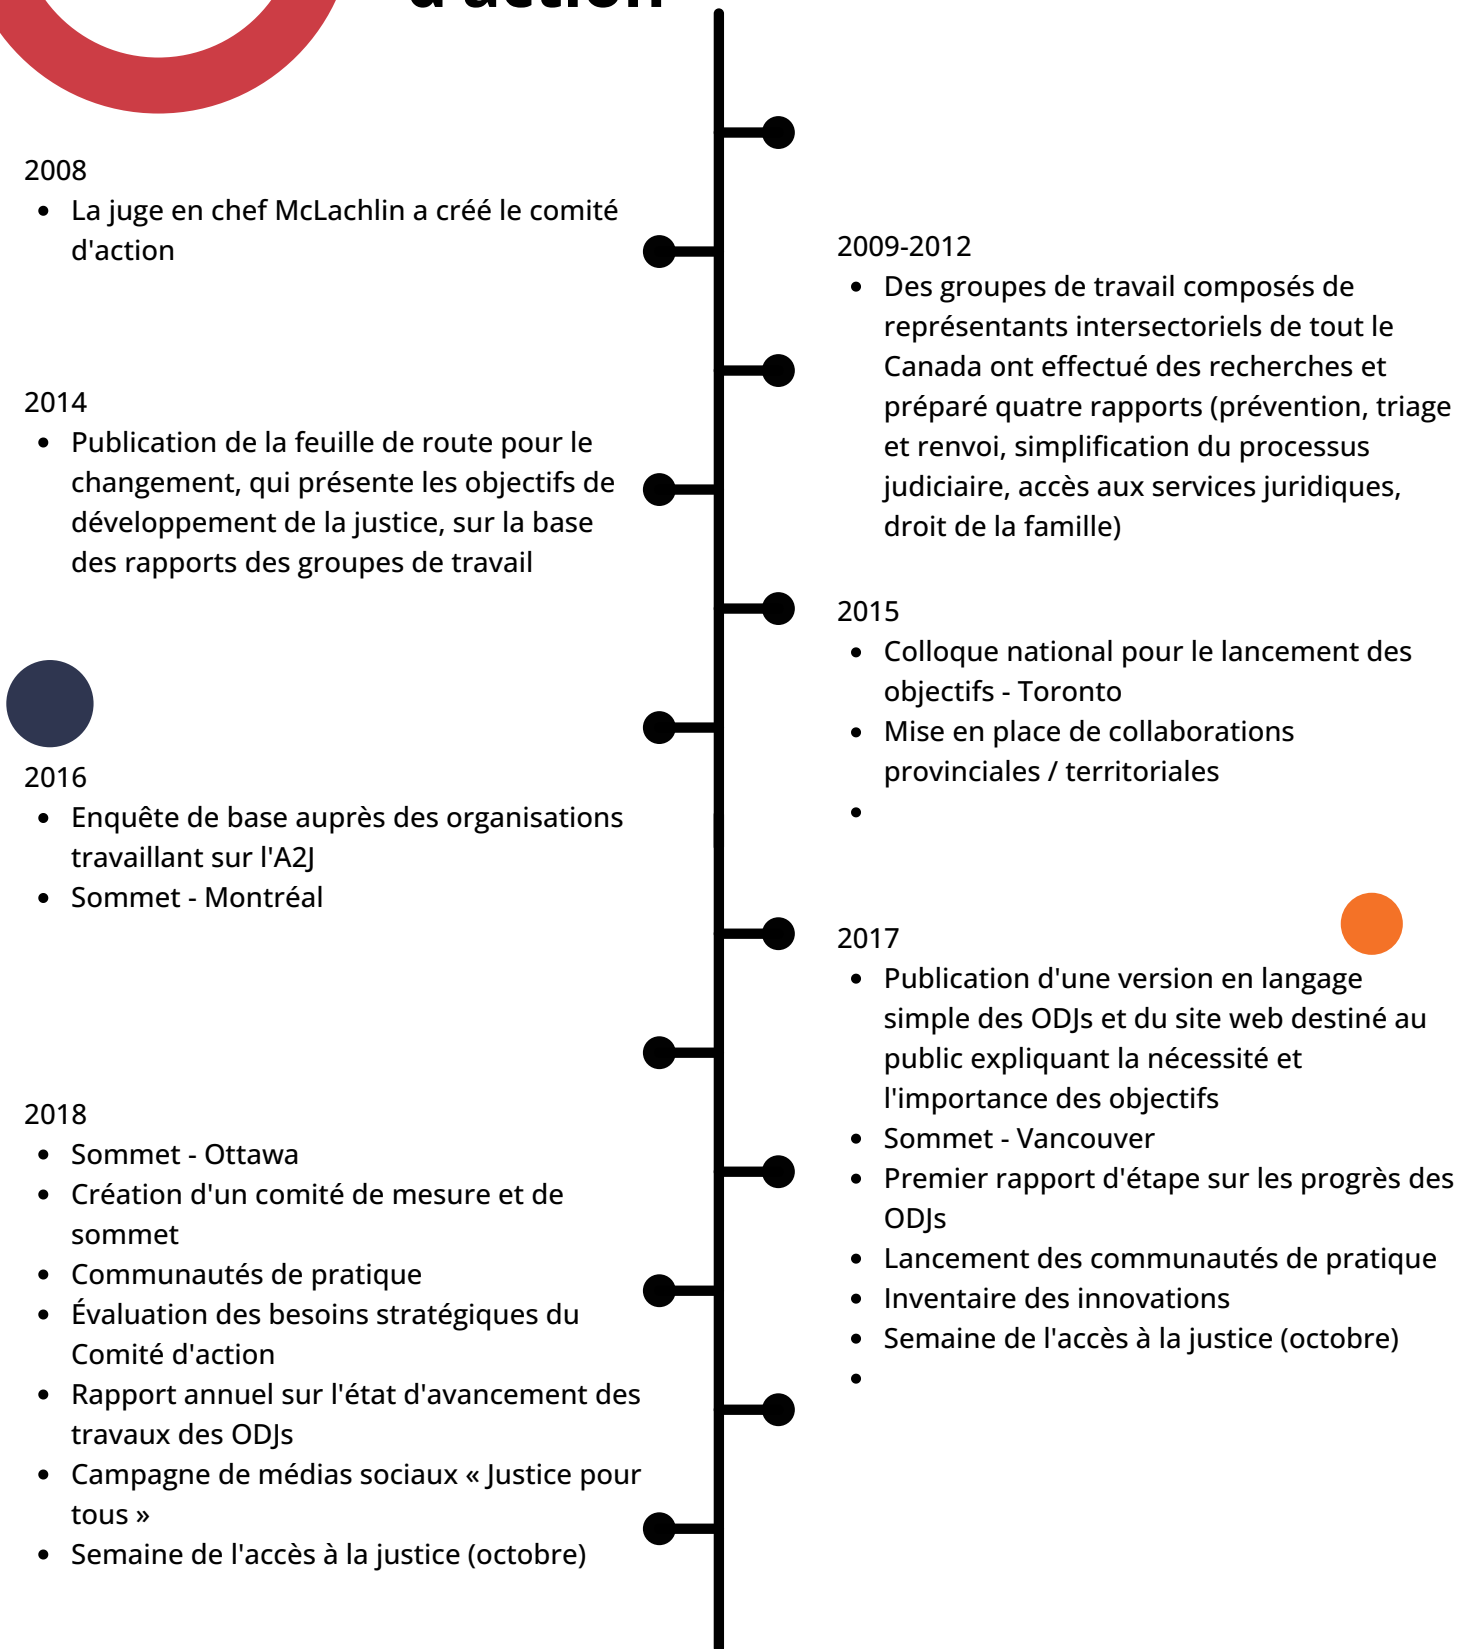 d'action
2008
• La juge en chef McLachlin a créé le comité
d'action
2009-2012
• Des groupes de travail composés de
représentants intersectoriels de tout le
Canada ont effectué des recherches et
préparé quatre rapports (prévention, triage
et renvoi, simplification du processus
judiciaire, accès aux services juridiques,
droit de la famille)
2014
• Publication de la feuille de route pour le
changement, qui présente les objectifs de
développement de la justice, sur la base
des rapports des groupes de travail
2015
• Colloque national pour le lancement des
objectifs - Toronto
• Mise en place de collaborations
provinciales / territoriales
•
2016
• Enquête de base auprès des organisations
travaillant sur l'A2J
• Sommet - Montréal
2017
• Publication d'une version en langage
simple des ODJs et du site web destiné au
public expliquant la nécessité et
l'importance des objectifs
• Sommet - Vancouver
• Premier rapport d'étape sur les progrès des
ODJs
• Lancement des communautés de pratique
• Inventaire des innovations
• Semaine de l'accès à la justice (octobre)
•
2018
• Sommet - Ottawa
• Création d'un comité de mesure et de
sommet
• Communautés de pratique
• Évaluation des besoins stratégiques du
Comité d'action
• Rapport annuel sur l'état d'avancement des
travaux des ODJs
• Campagne de médias sociaux « Justice pour
tous »
• Semaine de l'accès à la justice (octobre)